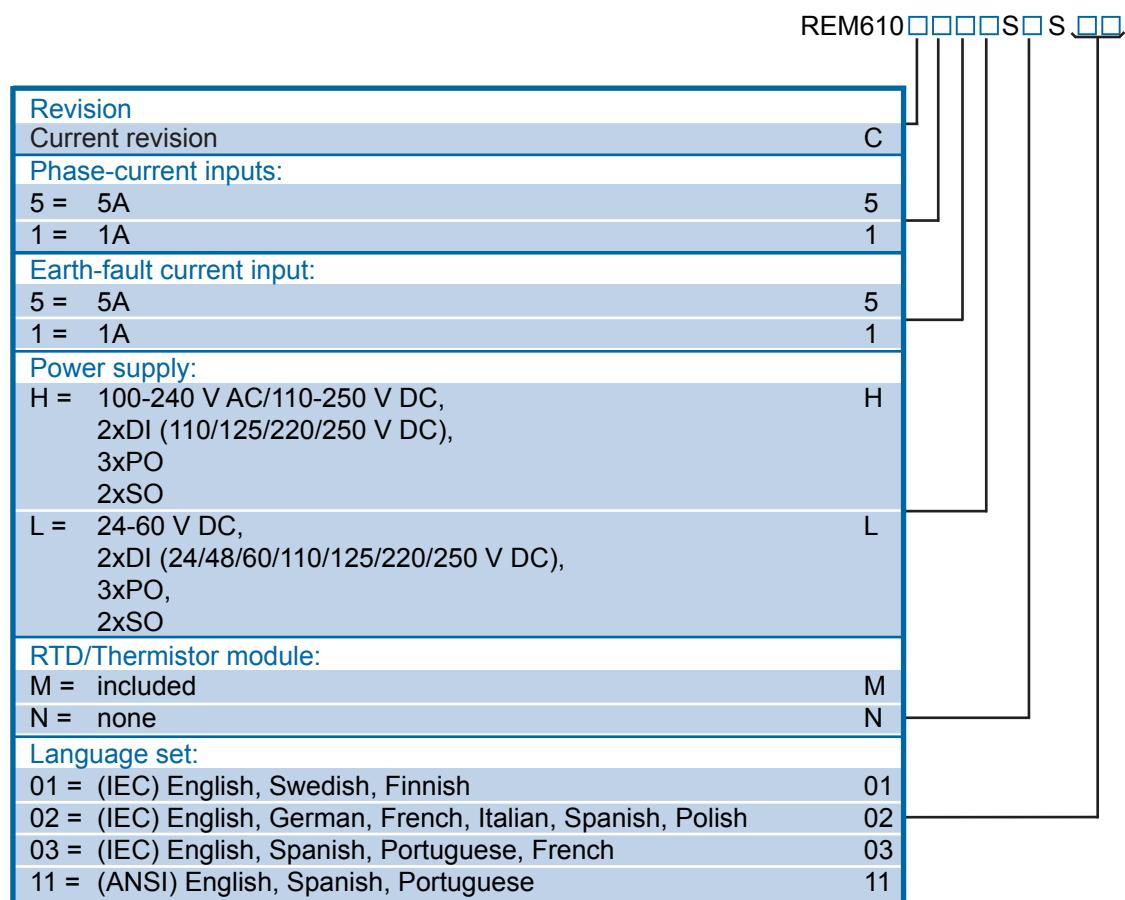 REM610□□□□S□ S □□
Revision
Current revision C
Phase-current inputs:
5 = 5A 5
1 = 1A 1
Earth-fault current input:
5 = 5A 5
1 = 1A 1
Power supply:
H = 100-240 V AC/110-250 V DC, H
2xDI (110/125/220/250 V DC),
3xPO
2xSO
L = 24-60 V DC, L
2xDI (24/48/60/110/125/220/250 V DC),
3xPO,
2xSO
RTD/Thermistor module:
M = included M
N = none N
Language set:
01 = (IEC) English, Swedish, Finnish 01
02 = (IEC) English, German, French, Italian, Spanish, Polish 02
03 = (IEC) English, Spanish, Portuguese, French 03
11 = (ANSI) English, Spanish, Portuguese 11